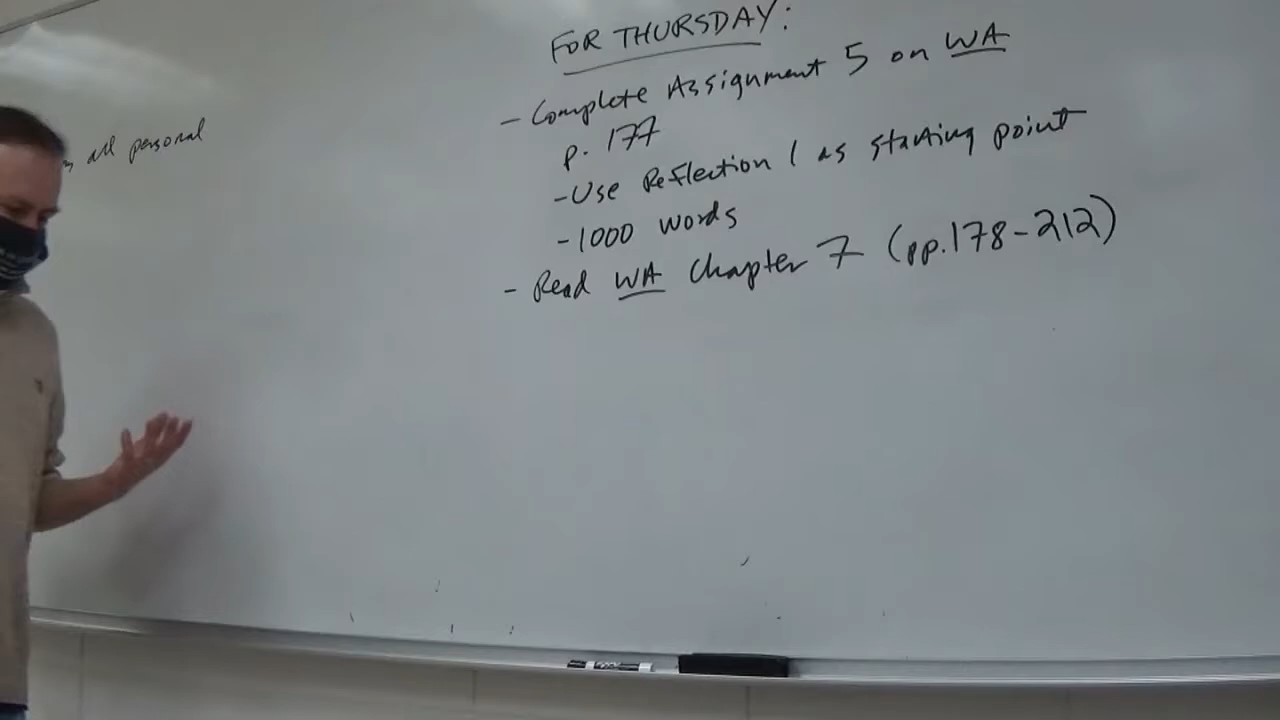 all personal
FOR THURSDAY:
- Complete Assignment 5 on WA
p. 177
- Use Reflection 1 as starting point
- 1000 words
- Read WA Chapter 7 (pp. 178-212)